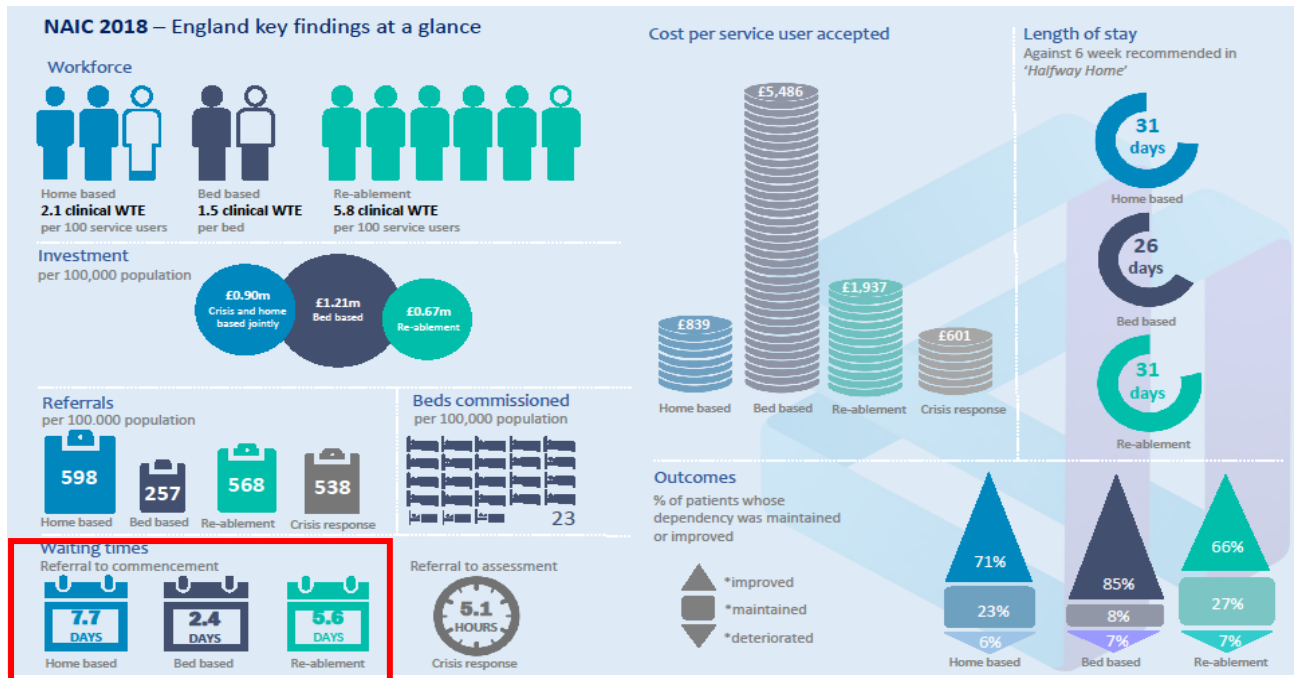 NAIC 2018 – England key findings at a glance
Workforce
Home based
2.1 clinical WTE
per 100 service users
Bed based
1.5 clinical WTE
per bed
Re-ablement
5.8 clinical WTE
per 100 service users
Investment
per 100,000 population
£0.90m
Crisis and home
based jointly
£1.21m
Bed based
£0.67m
Re-ablement
Referrals
per 100.000 population
598
Home based
257
Bed based
568
Re-ablement
538
Crisis response
Beds commissioned
per 100,000 population
23
Waiting times
Referral to commencement
7.7
DAYS
Home based
2.4
DAYS
Bed based
5.6
DAYS
Re-ablement
Referral to assessment
5.1
HOURS
Crisis response
Cost per service user accepted
£839
Home based
£5,486
Bed based
£1,937
Re-ablement
£601
Crisis response
Length of stay
Against 6 week recommended in
'Halfway Home'
31
days
Home based
26
days
Bed based
31
days
Re-ablement
Outcomes
% of patients whose
dependency was maintained
or improved
*improved
*maintained
*deteriorated
71%
23%
6%
Home based
85%
8%
7%
Bed based
66%
27%
7%
Re-ablement